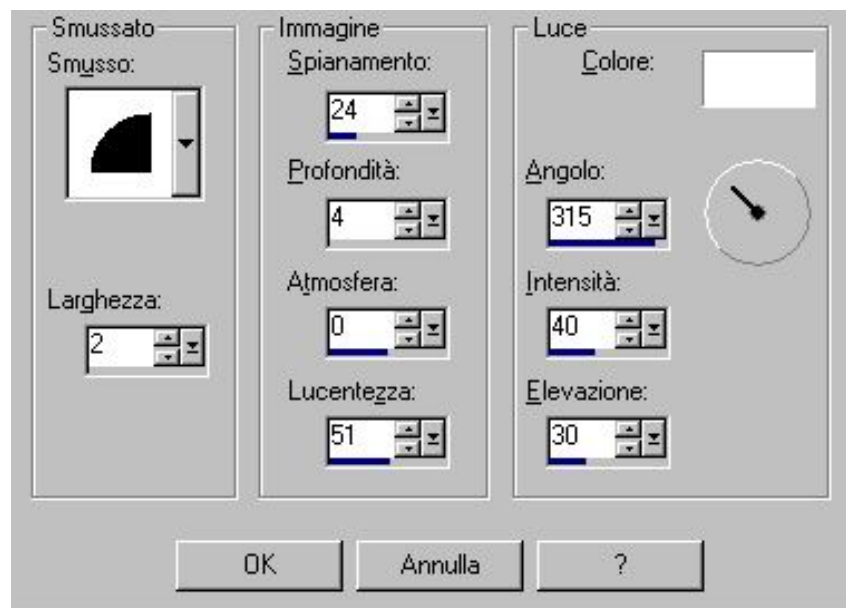 Smussato
Smusso:
Larghezza:
2
Immagine
Spianamento:
24
Profondità:
4
Atmosfera:
0
Lucentezza:
51
Luce
Colore:
Angolo:
315
Intensità:
40
Elevazione:
30
OK
Annulla
?